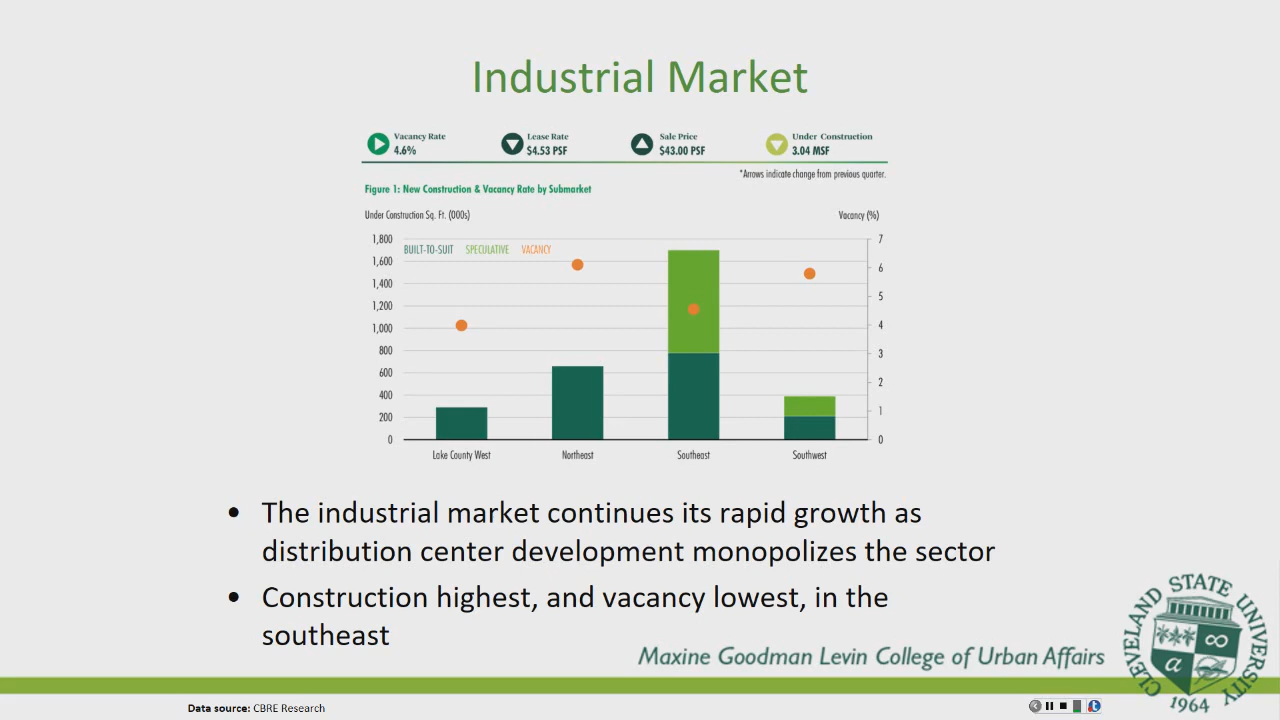 Industrial Market
Vacancy Rate
4.6%
Lease Rate
$4.53 PSF
Sale Price
$43.00 PSF
Under Construction
3.04 MSF
*Arrows indicate change from previous quarter.
Figure 1: New Construction & Vacancy Rate by Submarket
Under Construction Sq. Ft. (000s)
Vacancy (%)
BUILT-TO-SUIT SPECULATIVE VACANCY
1,800
1,600
1,400
1,200
1,000
800
600
400
200
0
7
6
5
4
3
2
1
0
Lake County West
Northeast
Southeast
Southwest
• The industrial market continues its rapid growth as
distribution center development monopolizes the sector
• Construction highest, and vacancy lowest, in the
southeast
Maxine Goodman Levin College of Urban Affairs
CLEVELAND STATE UNIVERSITY
a
1964
Data source: CBRE Research
t